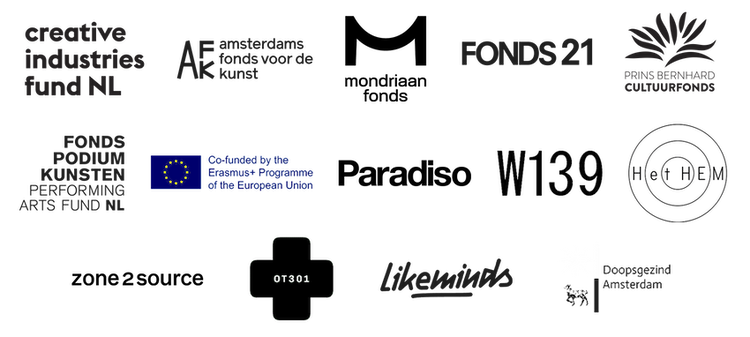 creative
industries
fund NL
AFK
amsterdams
fonds voor de
kunst
mondriaan
fonds
FONDS 21
PRINS BERNHARD
CULTUURFONDS
FONDS
PODIUM
KUNSTEN
PERFORMING
ARTS FUND NL
Co-funded by the
Erasmus+ Programme
of the European Union
Paradiso
W139
Het HEM
zone2source
OT301
Likeminds
Doopsgezind
Amsterdam